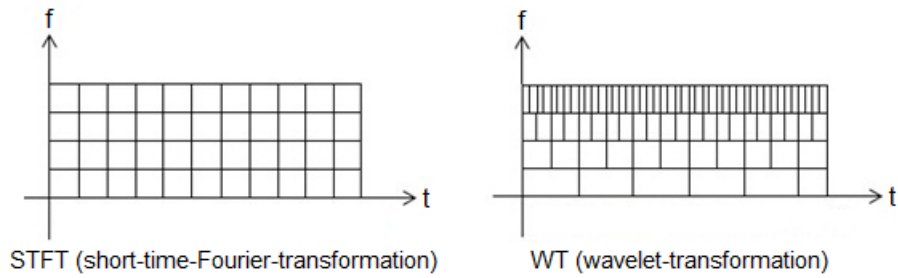 f
f
t
t
STFT (short-time-Fourier-transformation)
WT (wavelet-transformation)